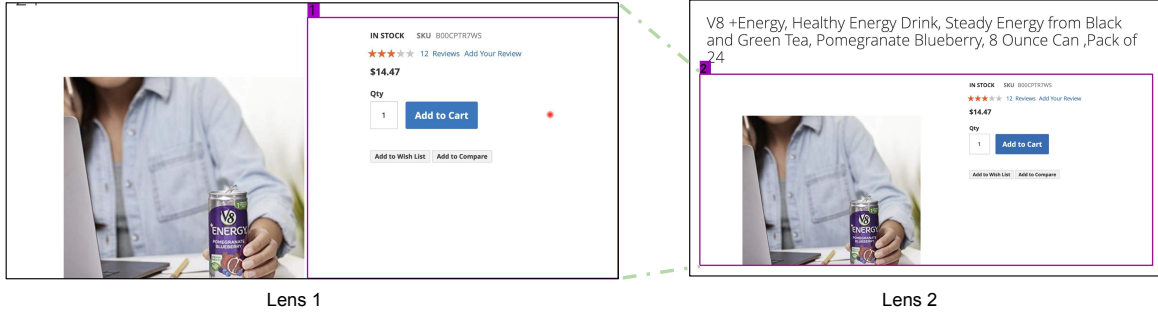 1
IN STOCK SKU B00CPTR7WS
12 Reviews Add Your Review
$14.47
Qty
1 Add to Cart
Add to Wish List Add to Compare
V8
+ENERGY
POMEGRANATE
BLUEBERRY
Lens 1
V8 +Energy, Healthy Energy Drink, Steady Energy from Black
and Green Tea, Pomegranate Blueberry, 8 Ounce Can ,Pack of
24
2
IN STOCK SKU B00CPTR7WS
12 Reviews Add Your Review
$14.47
Qty
1 Add to Cart
Add to Wish List Add to Compare
V8
+ENERGY
POMEGRANATE
BLUEBERRY
Lens 2